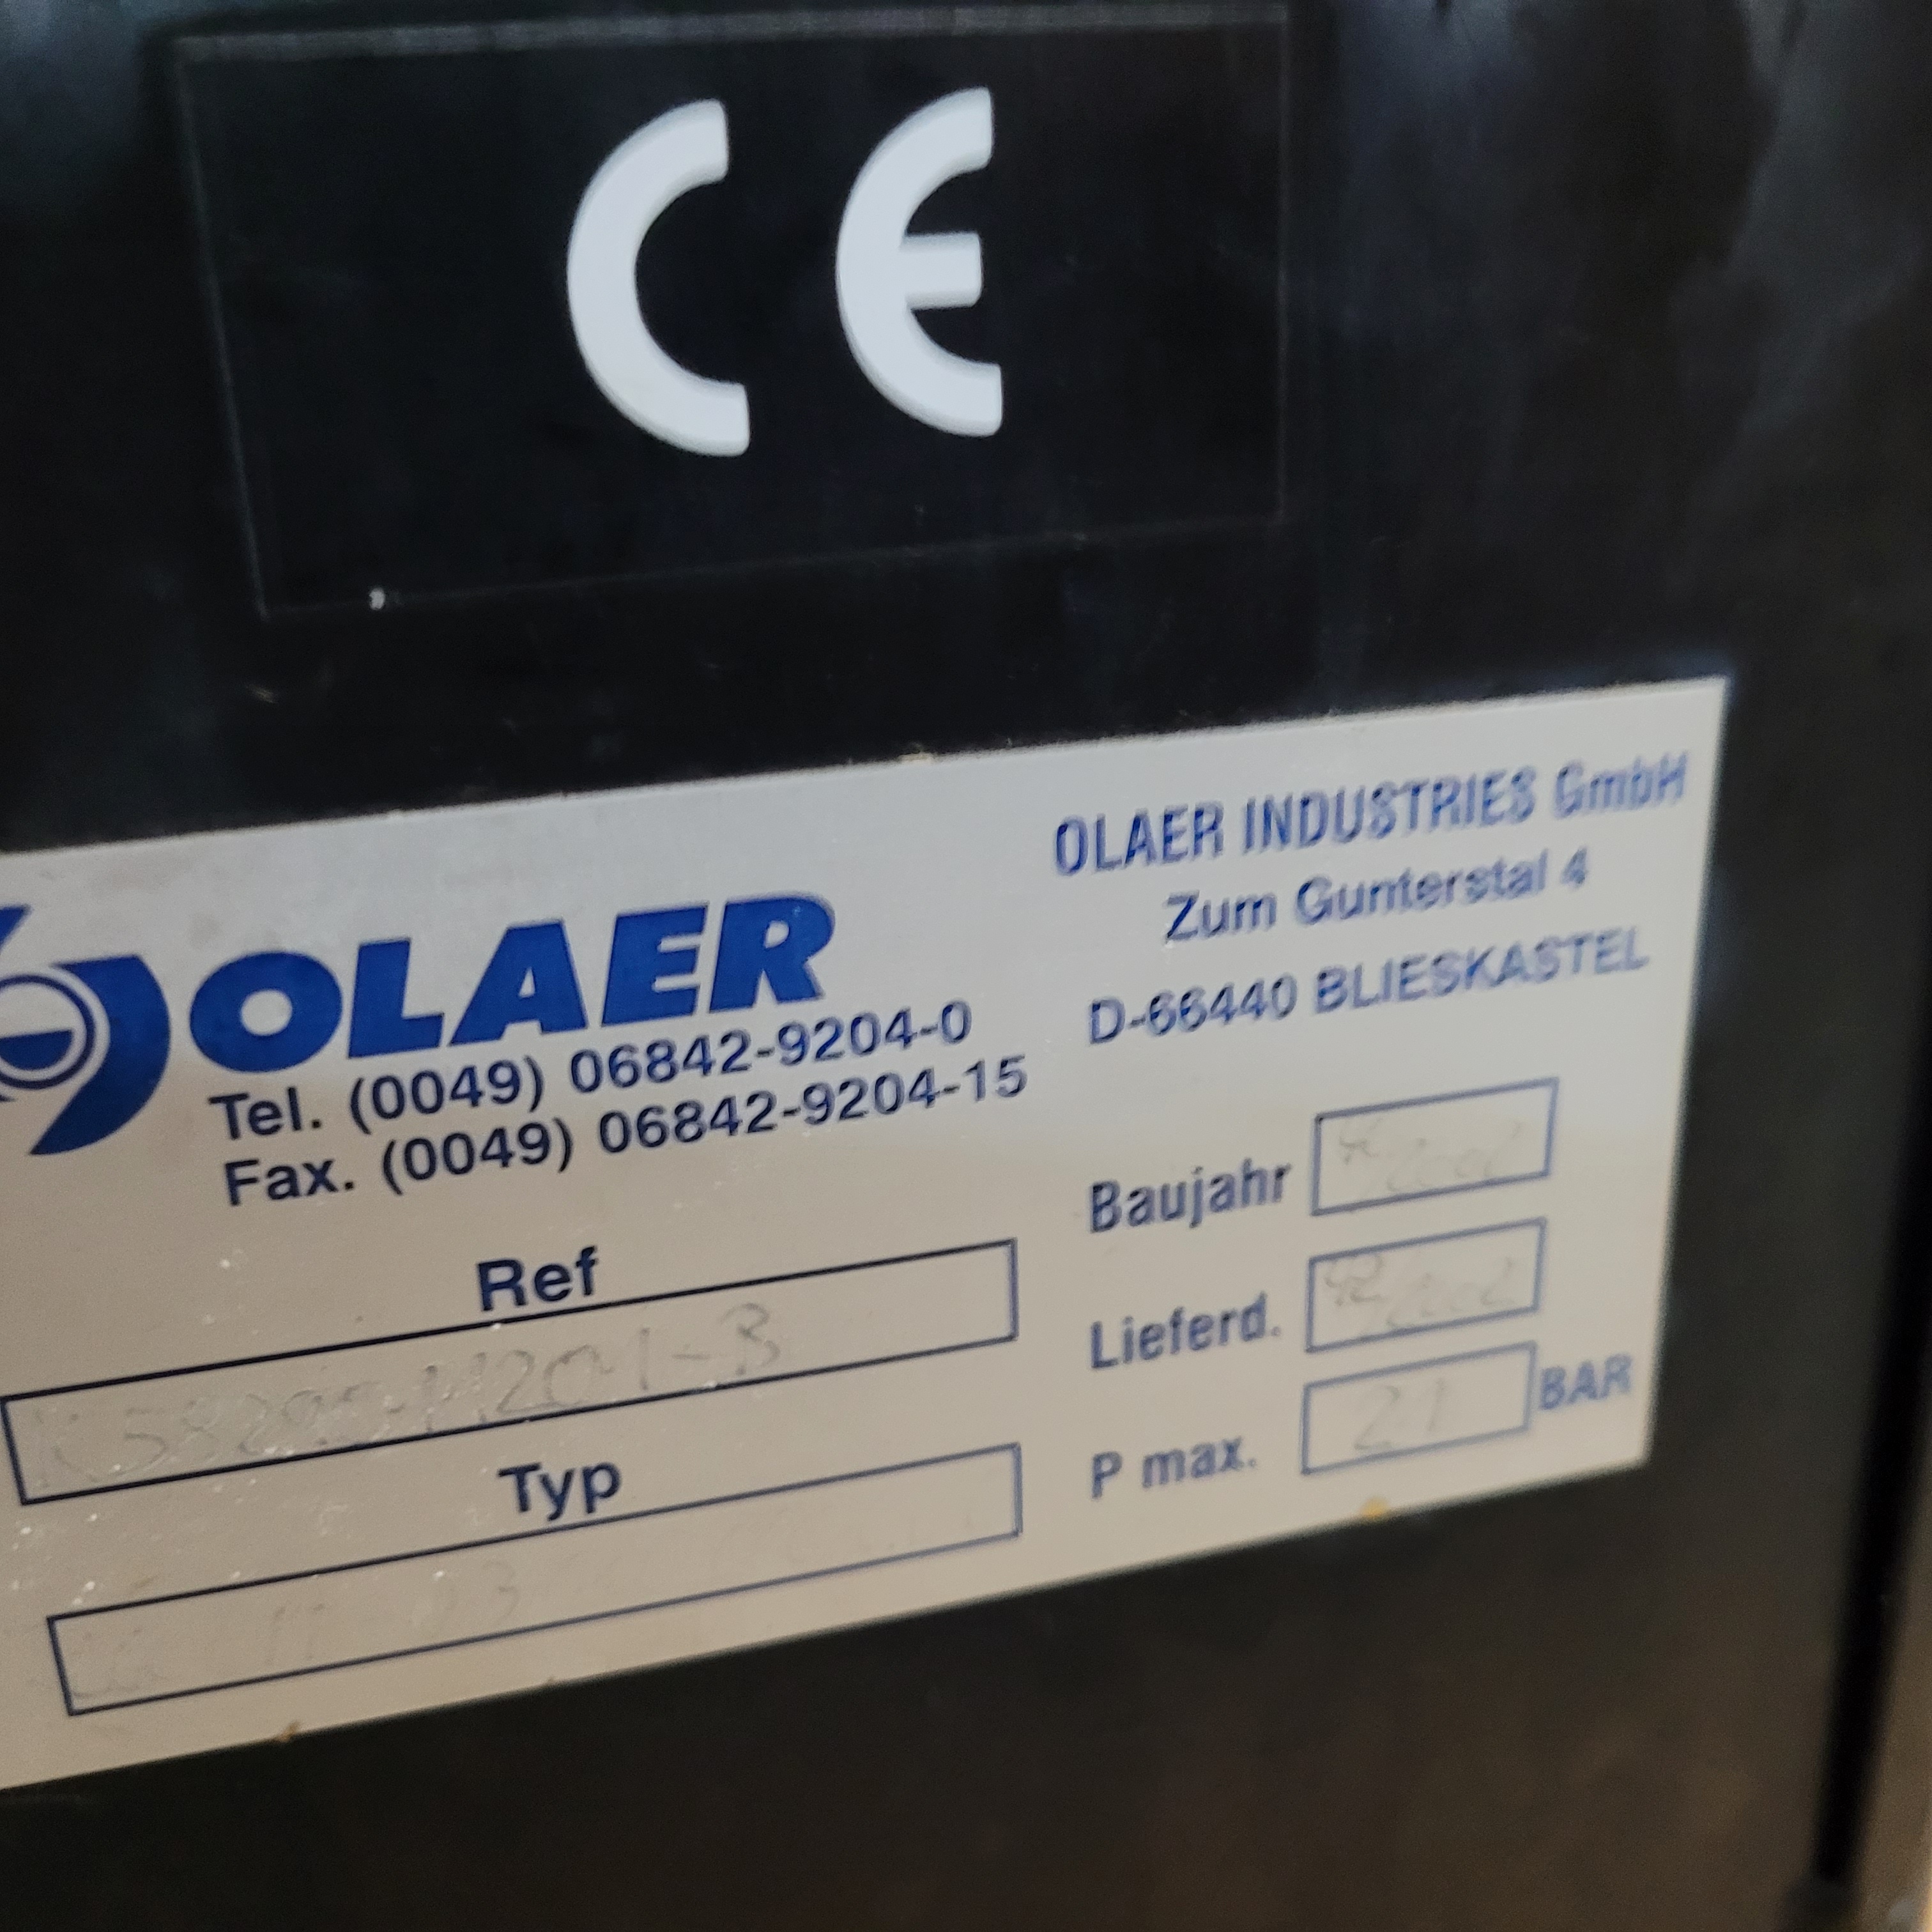 CE
OLAER
Tel. (0049) 06842-9204-0
Fax. (0049) 06842-9204-15
OLAER INDUSTRIES GmbH
Zum Gunterstal 4
D-66440 BLIESKASTEL
Ref
Typ
Baujahr
Lieferd.
P max. 21 BAR